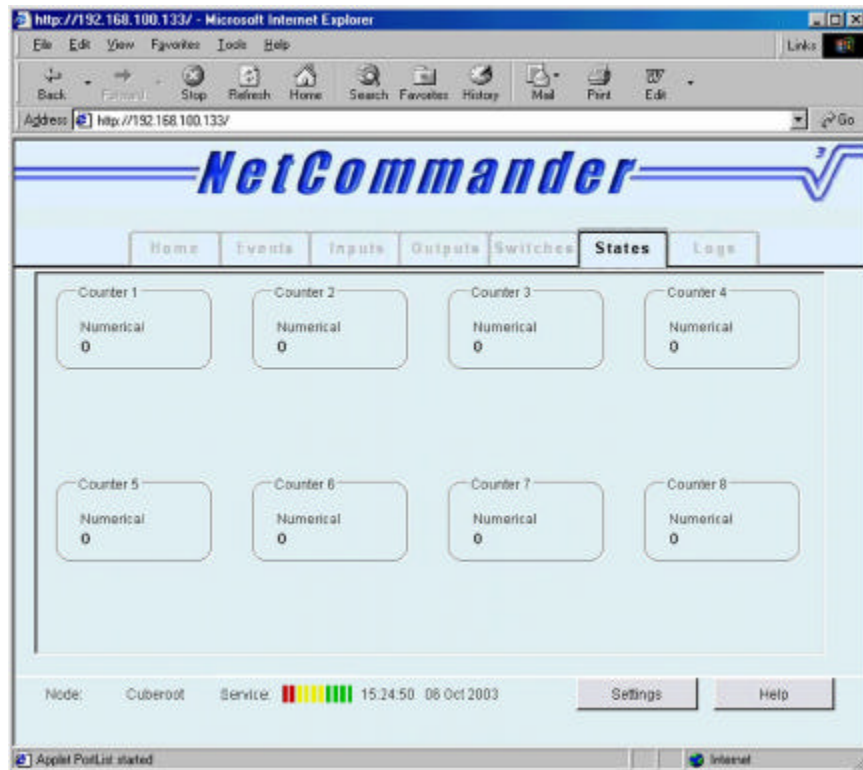 http://192.168.100.133/ - Microsoft Internet Explorer
File Edit View Favorites Tools Help Links
Back Forward Stop Refresh Home Search Favorites History Mail Print Edit
Address http://192.168.100.133/ Go
NetCommander 3
Home Events Inputs Outputs Switches States Logs
Counter 1 Counter 2 Counter 3 Counter 4
Numerical Numerical Numerical Numerical
0 0 0 0
Counter 5 Counter 6 Counter 7 Counter 8
Numerical Numerical Numerical Numerical
0 0 0 0
Node: Cuberoot Service: 15:24:50 06 Oct 2003 Settings Help
Applet PortList started Internet